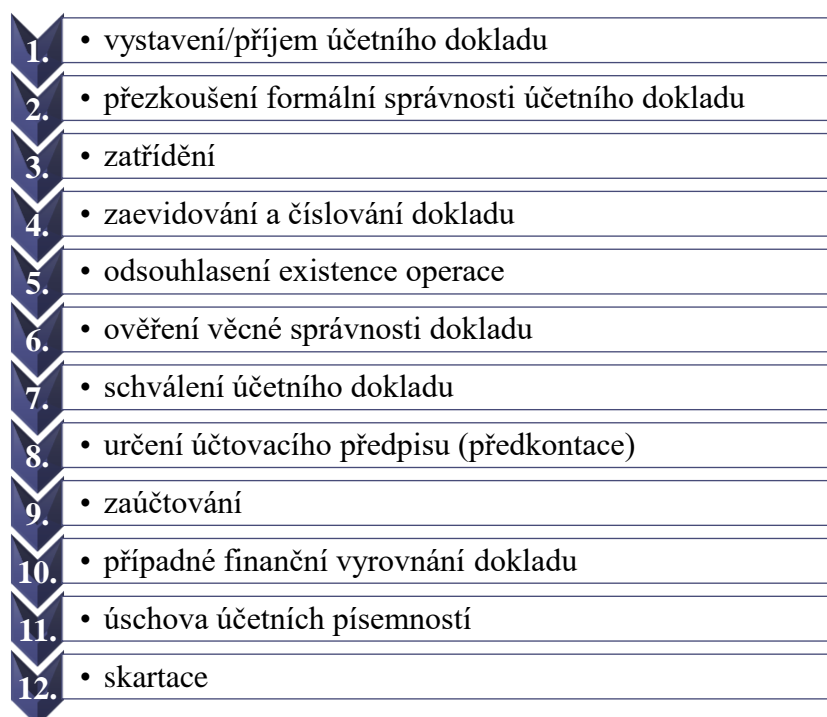 1. • vystavení/příjem účetního dokladu
2. • přezkoušení formální správnosti účetního dokladu
3. • zatřídění
4. • zaevidování a číslování dokladu
5. • odsouhlasení existence operace
6. • ověření věcné správnosti dokladu
7. • schválení účetního dokladu
8. • určení účtovacího předpisu (předkontace)
9. • zaúčtování
10. • případné finanční vyrovnání dokladu
11. • úschova účetních písemností
12. • skartace